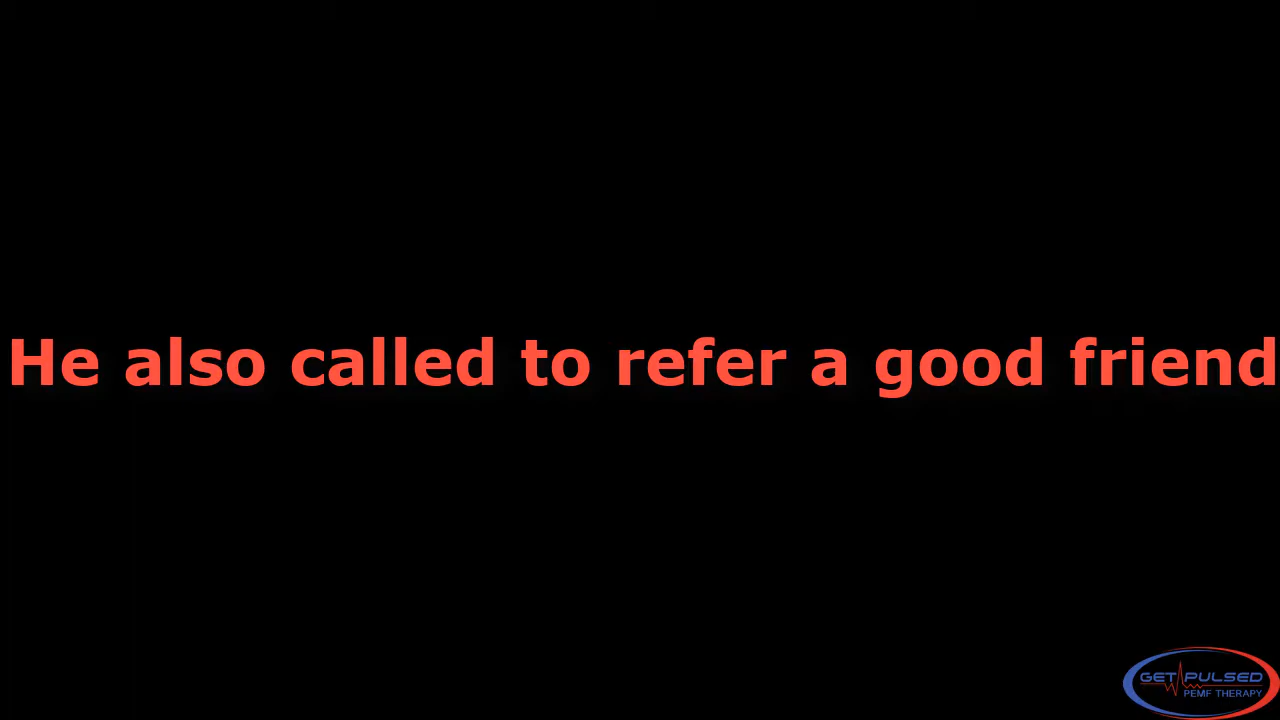 He also called to refer a good friend
GET PULSED
PEMF THERAPY